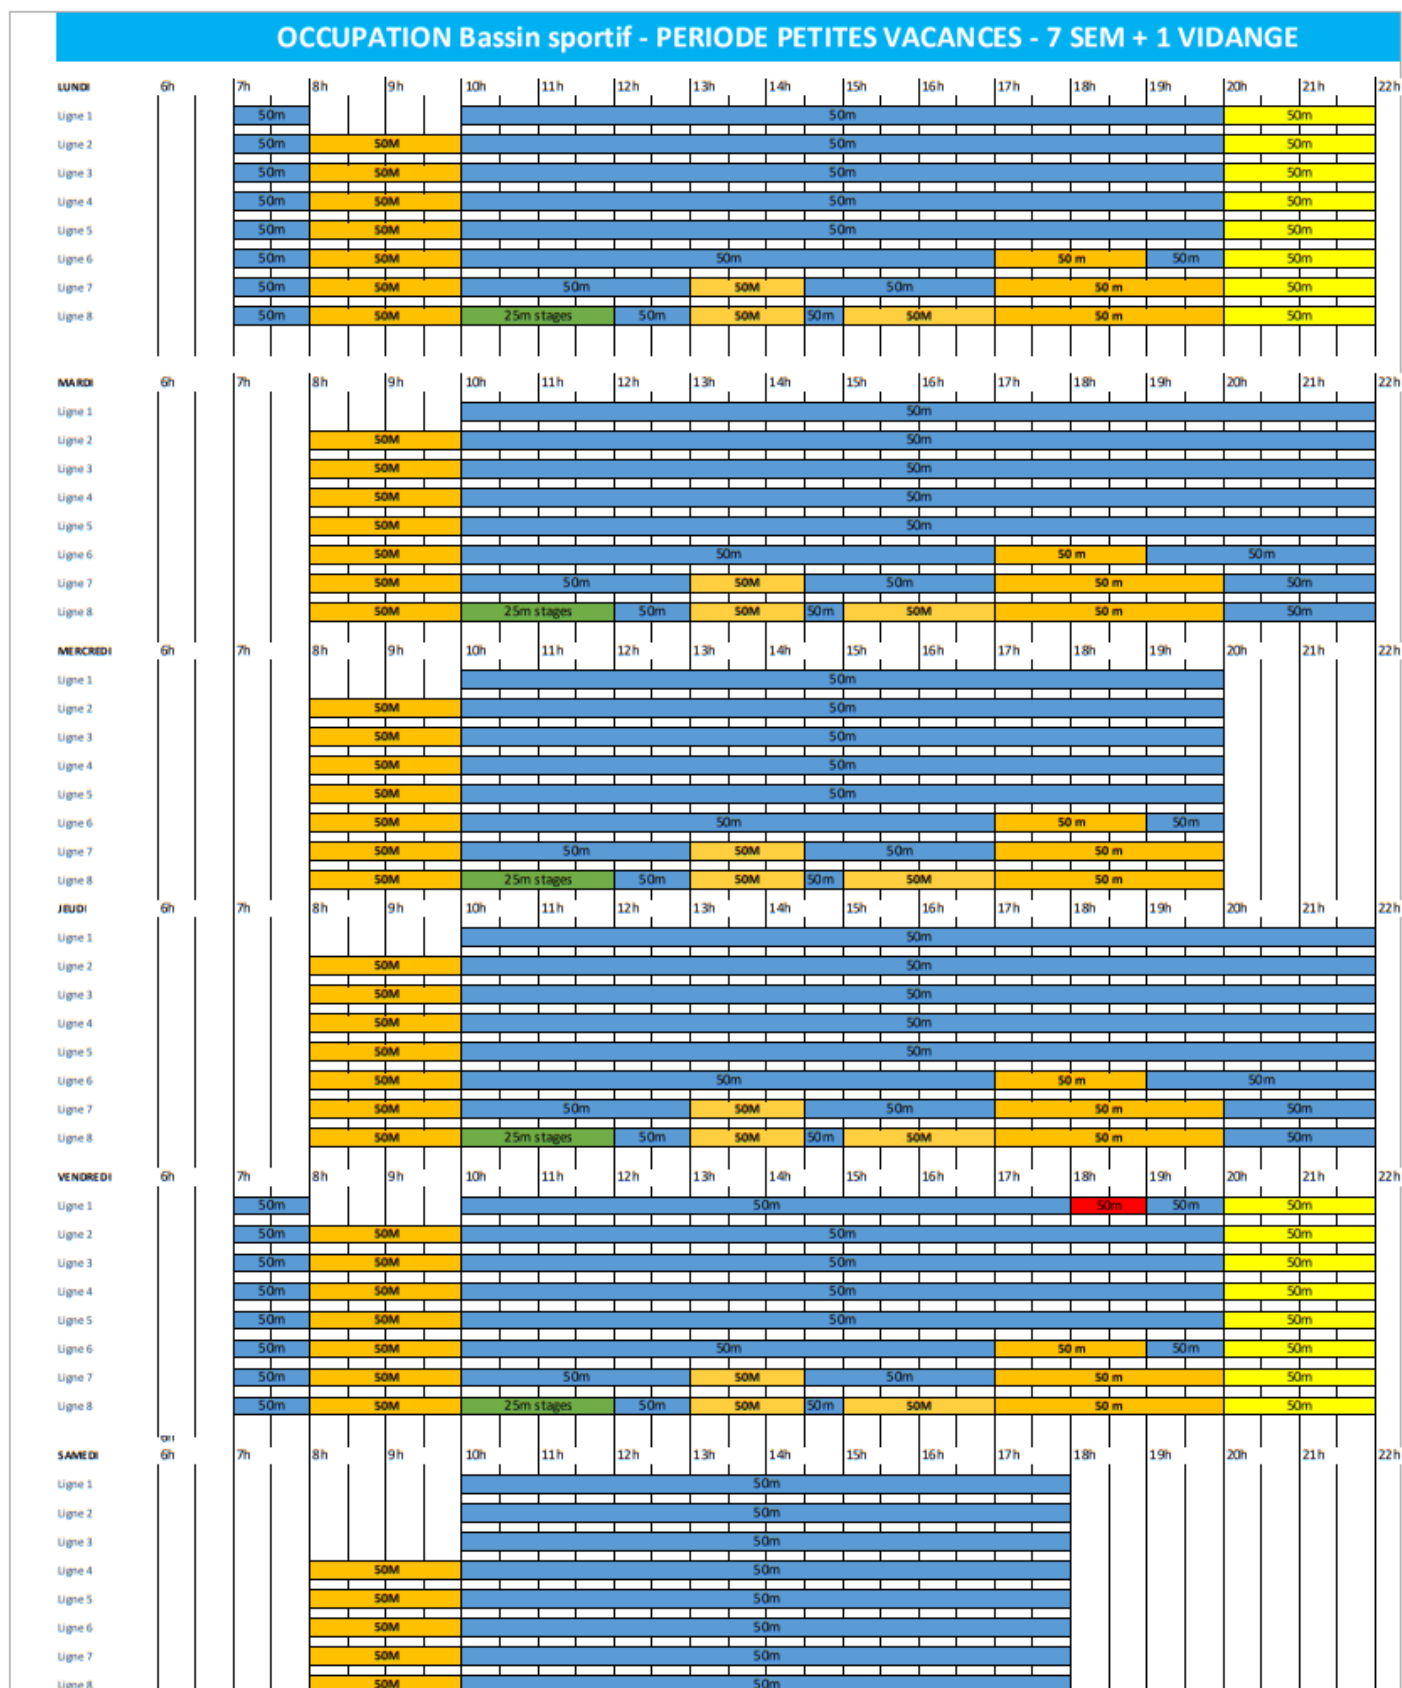 OCCUPATION Bassin sportif - PERIODE PETITES VACANCES - 7 SEM + 1 VIDANGE
LUNDI 6h 7h 8h 9h 10h 11h 12h 13h 14h 15h 16h 17h 18h 19h 20h 21h 22h
Ligne 1 50m 50m 50m
Ligne 2 50m 50M 50m 50m
Ligne 3 50m 50M 50m 50m
Ligne 4 50m 50M 50m 50m
Ligne 5 50m 50M 50m 50m
Ligne 6 50m 50M 50m 50 m 50m 50m
Ligne 7 50m 50M 50m 50M 50m 50 m 50m
Ligne 8 50m 50M 25m stages 50m 50M 50m 50M 50 m 50m
MARDI 6h 7h 8h 9h 10h 11h 12h 13h 14h 15h 16h 17h 18h 19h 20h 21h 22h
Ligne 1 50m
Ligne 2 50M 50m
Ligne 3 50M 50m
Ligne 4 50M 50m
Ligne 5 50M 50m
Ligne 6 50M 50m 50 m 50m
Ligne 7 50M 50m 50M 50m 50 m 50m
Ligne 8 50M 25m stages 50m 50M 50m 50M 50 m 50m
MERCREDI 6h 7h 8h 9h 10h 11h 12h 13h 14h 15h 16h 17h 18h 19h 20h 21h 22h
Ligne 1 50m
Ligne 2 50M 50m
Ligne 3 50M 50m
Ligne 4 50M 50m
Ligne 5 50M 50m
Ligne 6 50M 50m 50 m 50m
Ligne 7 50M 50m 50M 50m 50 m
Ligne 8 50M 25m stages 50m 50M 50m 50M 50 m
JEUDI 6h 7h 8h 9h 10h 11h 12h 13h 14h 15h 16h 17h 18h 19h 20h 21h 22h
Ligne 1 50m
Ligne 2 50M 50m
Ligne 3 50M 50m
Ligne 4 50M 50m
Ligne 5 50M 50m
Ligne 6 50M 50m 50 m 50m
Ligne 7 50M 50m 50M 50m 50 m 50m
Ligne 8 50M 25m stages 50m 50M 50m 50M 50 m 50m
VENDREDI 6h 7h 8h 9h 10h 11h 12h 13h 14h 15h 16h 17h 18h 19h 20h 21h 22h
Ligne 1 50m 50m 50m 50m 50m
Ligne 2 50m 50M 50m 50m
Ligne 3 50m 50M 50m 50m
Ligne 4 50m 50M 50m 50m
Ligne 5 50m 50M 50m 50m
Ligne 6 50m 50M 50m 50 m 50m 50m
Ligne 7 50m 50M 50m 50M 50m 50 m 50m
Ligne 8 50m 50M 25m stages 50m 50M 50m 50M 50 m 50m
SAMEDI 6h 7h 8h 9h 10h 11h 12h 13h 14h 15h 16h 17h 18h 19h 20h 21h 22h
Ligne 1 50m
Ligne 2 50m
Ligne 3 50m
Ligne 4 50M 50m
Ligne 5 50M 50m
Ligne 6 50M 50m
Ligne 7 50M 50m
Ligne 8 50M 50m